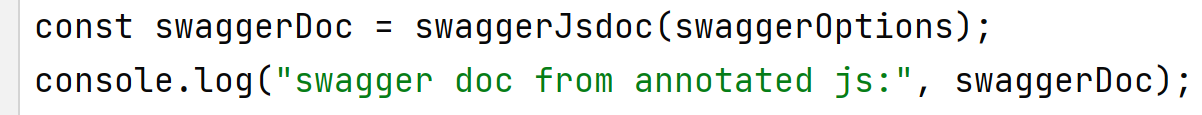 const swaggerDoc = swaggerJsdoc(swaggerOptions);
console.log("swagger doc from annotated js:", swaggerDoc);